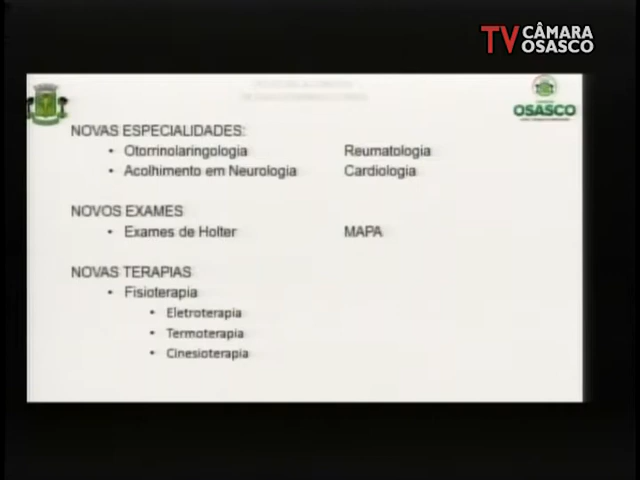 TV CÂMARA
OSASCO
OSASCO
NOVAS ESPECIALIDADES:
• Otorrinolaringologia Reumatologia
• Acolhimento em Neurologia Cardiologia
NOVOS EXAMES
• Exames de Holter MAPA
NOVAS TERAPIAS
• Fisioterapia
• Eletroterapia
• Termoterapia
• Cinesioterapia